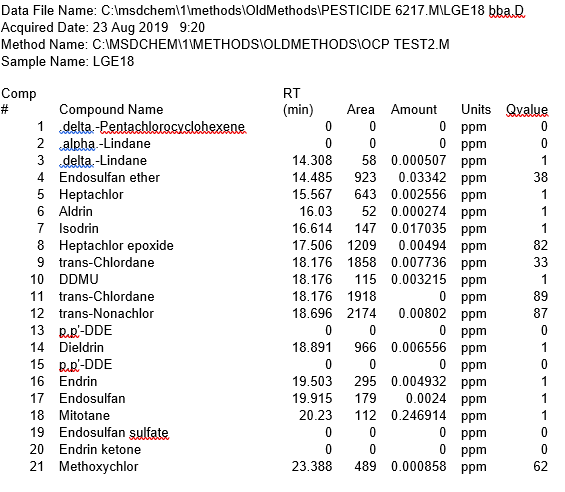 Data File Name: C:\msdchem\1\methods\OldMethods\PESTICIDE 6217.M\LGE18 bba.D
Acquired Date: 23 Aug 2019   9:20
Method Name: C:\MSDCHEM\1\METHODS\OLDMETHODS\OCP TEST2.M
Sample Name: LGE18
Comp RT
# Compound Name (min) Area Amount Units Qvalue
1 .delta.-Pentachlorocyclohexene 0 0 0 ppm 0
2 .alpha.-Lindane 0 0 0 ppm 0
3 .delta.-Lindane 14.308 58 0.000507 ppm 1
4 Endosulfan ether 14.485 923 0.03342 ppm 38
5 Heptachlor 15.567 643 0.002556 ppm 1
6 Aldrin 16.03 52 0.000274 ppm 1
7 Isodrin 16.614 147 0.017035 ppm 1
8 Heptachlor epoxide 17.506 1209 0.00494 ppm 82
9 trans-Chlordane 18.176 1858 0.007736 ppm 33
10 DDMU 18.176 115 0.003215 ppm 1
11 trans-Chlordane 18.176 1918 0 ppm 89
12 trans-Nonachlor 18.696 2174 0.00802 ppm 87
13 p,p'-DDE 0 0 0 ppm 0
14 Dieldrin 18.891 966 0.006556 ppm 1
15 p,p'-DDE 0 0 0 ppm 0
16 Endrin 19.503 295 0.004932 ppm 1
17 Endosulfan 19.915 179 0.0024 ppm 1
18 Mitotane 20.23 112 0.246914 ppm 1
19 Endosulfan sulfate 0 0 0 ppm 0
20 Endrin ketone 0 0 0 ppm 0
21 Methoxychlor 23.388 489 0.000858 ppm 62